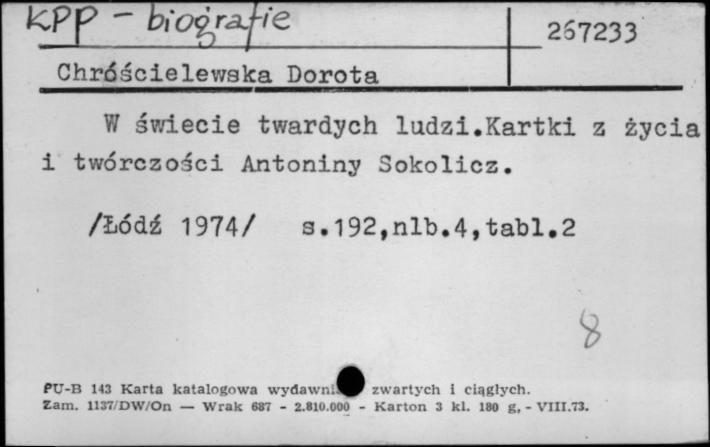 KPP - biografie
267233
Chróścielewska Dorota
W świecie twardych ludzi.Kartki z życia
i twórczości Antoniny Sokolicz.
/Łódź 1974/ s.192,nlb.4,tabl.2
8
PU-B 143 Karta katalogowa zwartych i ciągłych.
Zam. 1137/DW/On — Wrak 687 - 2.810.000 - Karton 3 kl. 180 g, - VIII.73.